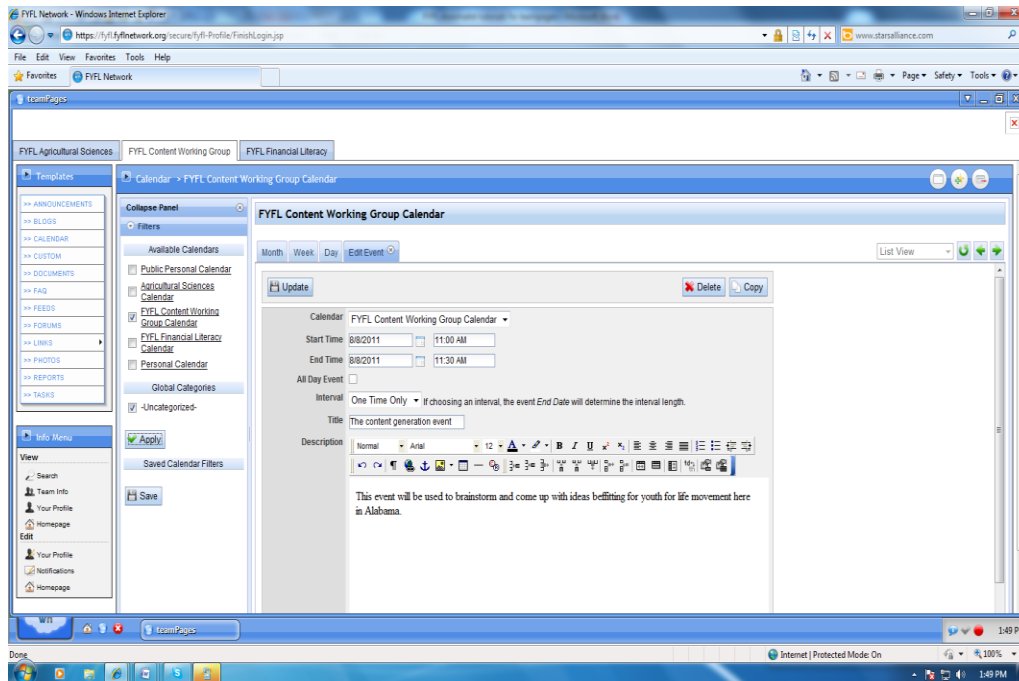 FYFL Network - Windows Internet Explorer
https://fyfl.fyflnetwork.org/secure/fyfl-Profile/FinishLogin.jsp
www.starsalliance.com
File Edit View Favorites Tools Help
Favorites FYFL Network
Page Safety Tools
teamPages
FYFL Agricultural Sciences FYFL Content Working Group FYFL Financial Literacy
Templates
Calendar > FYFL Content Working Group Calendar
>> ANNOUNCEMENTS
>> BLOGS
>> CALENDAR
>> CUSTOM
>> DOCUMENTS
>> FAQ
>> FEEDS
>> FORUMS
>> LINKS
>> PHOTOS
>> REPORTS
>> TASKS
Info Menu
View
Search
Team Info
Your Profile
Homepage
Edit
Your Profile
Notifications
Homepage
Collapse Panel
Filters
Available Calendars
Public Personal Calendar
Agricultural Sciences
Calendar
FYFL Content Working
Group Calendar
FYFL Financial Literacy
Calendar
Personal Calendar
Global Categories
-Uncategorized-
Apply
Saved Calendar Filters
Save
FYFL Content Working Group Calendar
Month Week Day Edit Event
List View
Update Delete Copy
Calendar FYFL Content Working Group Calendar
Start Time 8/8/2011 11:00 AM
End Time 8/8/2011 11:30 AM
All Day Event
Interval One Time Only If choosing an interval, the event End Date will determine the interval length.
Title The content generation event
Description Normal Arial 12 A B I U x² x₂
This event will be used to brainstorm and come up with ideas beffitting for youth for life movement here
in Alabama.
teamPages
1:49 P
Done
Internet | Protected Mode: On
100%
1:49 PM